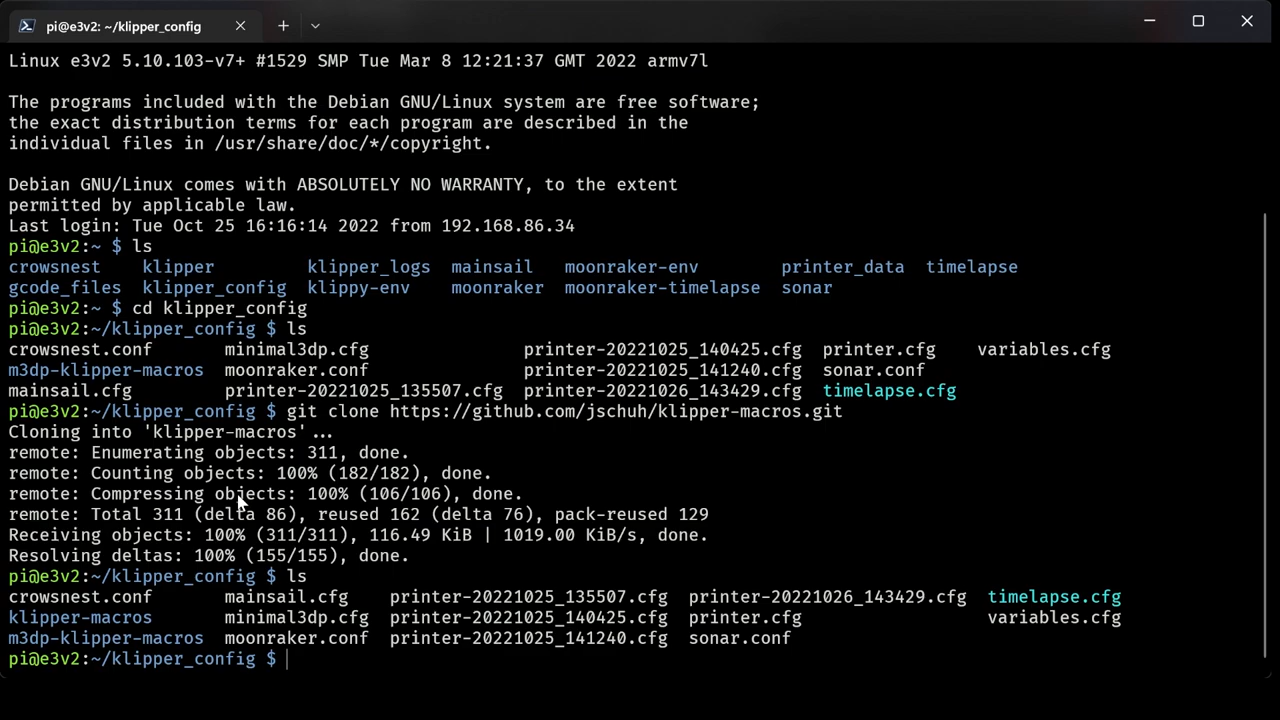 pi@e3v2: ~/klipper_config
Linux e3v2 5.10.103-v7+ #1529 SMP Tue Mar 8 12:21:37 GMT 2022 armv7l
The programs included with the Debian GNU/Linux system are free software;
the exact distribution terms for each program are described in the
individual files in /usr/share/doc/*/copyright.
Debian GNU/Linux comes with ABSOLUTELY NO WARRANTY, to the extent
permitted by applicable law.
Last login: Tue Oct 25 16:16:14 2022 from 192.168.86.34
pi@e3v2:~ $ ls
crowsnest klipper klipper_logs mainsail moonraker-env printer_data timelapse
gcode_files klipper_config klippy-env moonraker moonraker-timelapse sonar
pi@e3v2:~ $ cd klipper_config
pi@e3v2:~/klipper_config $ ls
crowsnest.conf minimal3dp.cfg printer-20221025_140425.cfg printer.cfg variables.cfg
m3dp-klipper-macros moonraker.conf printer-20221025_141240.cfg sonar.conf
mainsail.cfg printer-20221025_135507.cfg printer-20221026_143429.cfg timelapse.cfg
pi@e3v2:~/klipper_config $ git clone https://github.com/jschuh/klipper-macros.git
Cloning into 'klipper-macros'...
remote: Enumerating objects: 311, done.
remote: Counting objects: 100% (182/182), done.
remote: Compressing objects: 100% (106/106), done.
remote: Total 311 (delta 86), reused 162 (delta 76), pack-reused 129
Receiving objects: 100% (311/311), 116.49 KiB | 1019.00 KiB/s, done.
Resolving deltas: 100% (155/155), done.
pi@e3v2:~/klipper_config $ ls
crowsnest.conf mainsail.cfg printer-20221025_135507.cfg printer-20221026_143429.cfg timelapse.cfg
klipper-macros minimal3dp.cfg printer-20221025_140425.cfg printer.cfg variables.cfg
m3dp-klipper-macros moonraker.conf printer-20221025_141240.cfg sonar.conf
pi@e3v2:~/klipper_config $